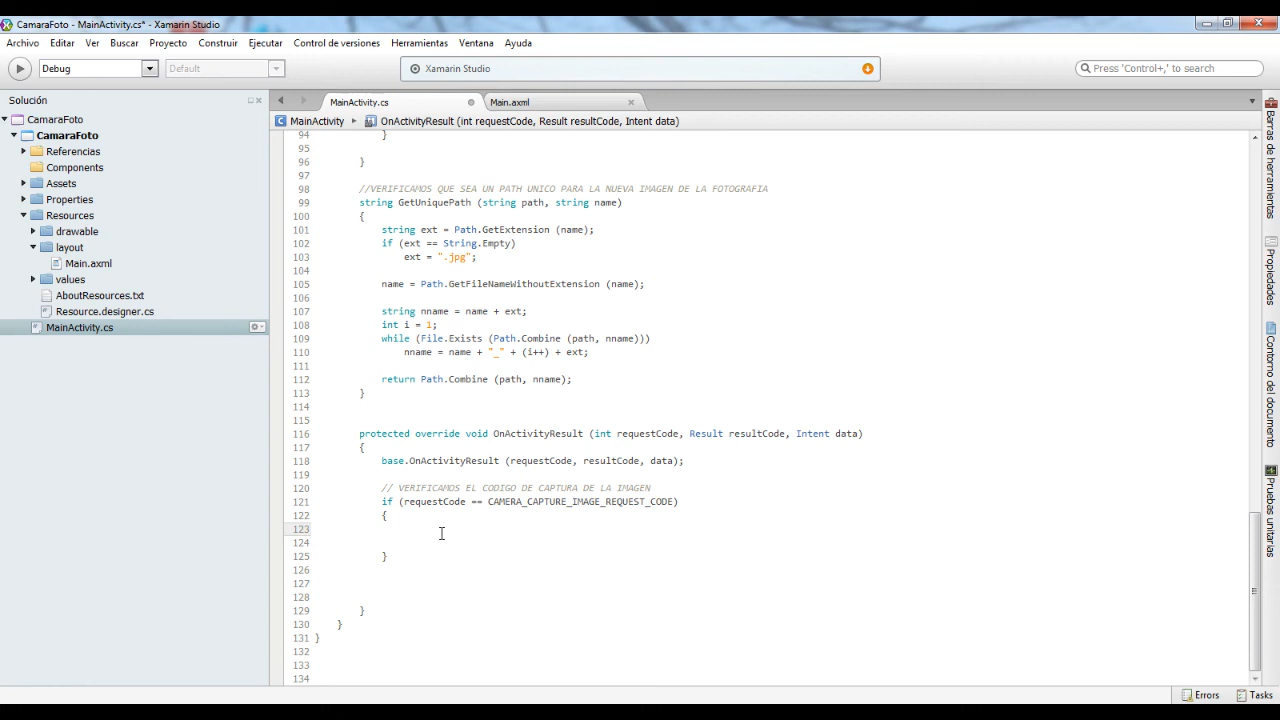 CamaraFoto - MainActivity.cs* - Xamarin Studio
Archivo Editar Ver Buscar Proyecto Construir Ejecutar Control de versiones Herramientas Ventana Ayuda
Debug Default Xamarin Studio Press 'Control+,' to search
Solución
CamaraFoto
CamaraFoto
Referencias
Components
Assets
Properties
Resources
drawable
layout
Main.axml
values
AboutResources.txt
Resource.designer.cs
MainActivity.cs
MainActivity.cs Main.axml
MainActivity OnActivityResult (int requestCode, Result resultCode, Intent data)
94 }
95
96 }
97
98 //VERIFICAMOS QUE SEA UN PATH UNICO PARA LA NUEVA IMAGEN DE LA FOTOGRAFIA
99 string GetUniquePath (string path, string name)
100 {
101 string ext = Path.GetExtension (name);
102 if (ext == String.Empty)
103 ext = ".jpg";
104
105 name = Path.GetFileNameWithoutExtension (name);
106
107 string nname = name + ext;
108 int i = 1;
109 while (File.Exists (Path.Combine (path, nname)))
110 nname = name + "_" + (i++) + ext;
111
112 return Path.Combine (path, nname);
113 }
114
115
116 protected override void OnActivityResult (int requestCode, Result resultCode, Intent data)
117 {
118 base.OnActivityResult (requestCode, resultCode, data);
119
120 // VERIFICAMOS EL CODIGO DE CAPTURA DE LA IMAGEN
121 if (requestCode == CAMERA_CAPTURE_IMAGE_REQUEST_CODE)
122 {
123
124
125 }
126
127
128
129 }
130 }
131 }
132
133
134
Barras de herramientas
Propiedades
Contorno del documento
Pruebas unitarias
Errors Tasks